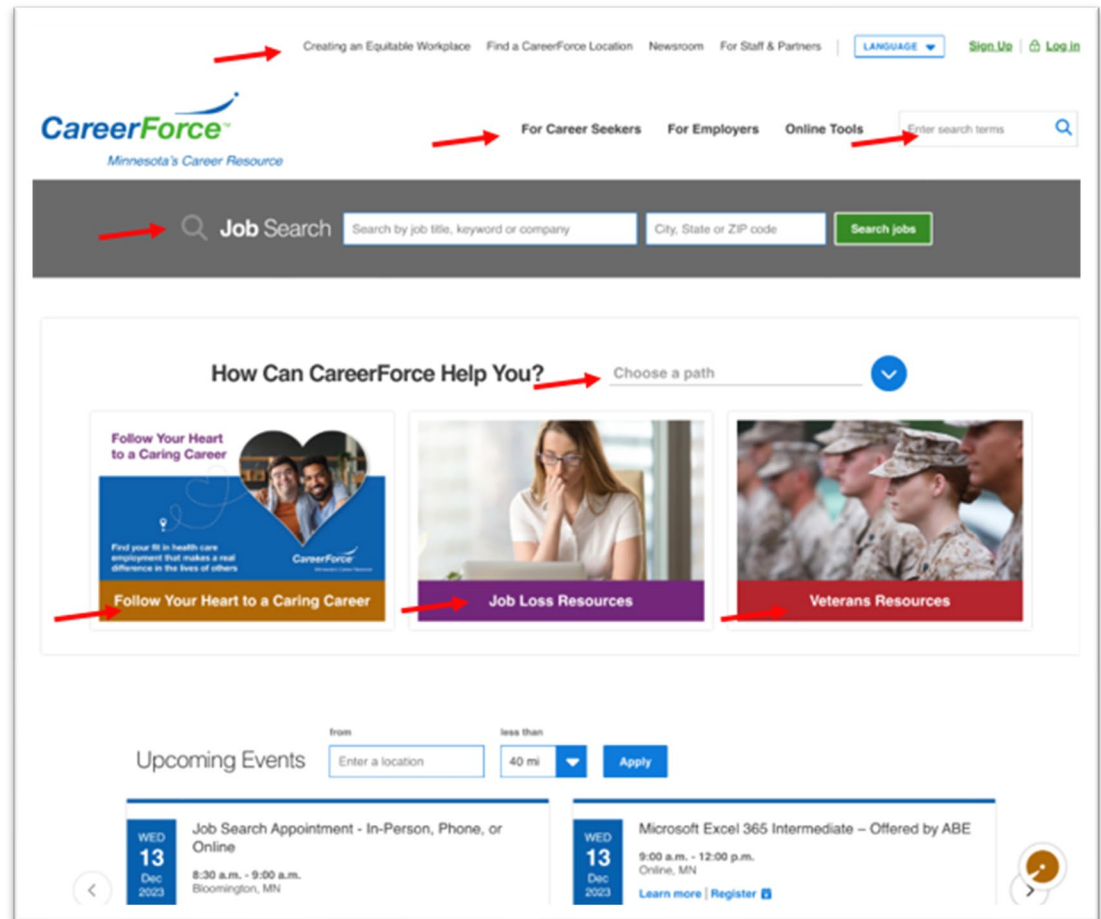 Creating an Equitable Workplace Find a CareerForce Location Newsroom For Staff & Partners LANGUAGE Sign Up Log in
CareerForce™
Minnesota's Career Resource
For Career Seekers For Employers Online Tools Enter search terms
Job Search Search by job title, keyword or company City, State or ZIP code Search jobs
How Can CareerForce Help You? Choose a path
Follow Your Heart
to a Caring Career
Find your fit in health care
employment that makes a real
difference in the lives of others
CareerForce
Minnesota's Career Resource
Follow Your Heart to a Caring Career
Job Loss Resources
Veterans Resources
Upcoming Events
from
Enter a location
less than
40 mi
Apply
WED
13
Dec
2023
Job Search Appointment - In-Person, Phone, or
Online
8:30 a.m. - 9:00 a.m.
Bloomington, MN
WED
13
Dec
2023
Microsoft Excel 365 Intermediate – Offered by ABE
9:00 a.m. - 12:00 p.m.
Online, MN
Learn more | Register